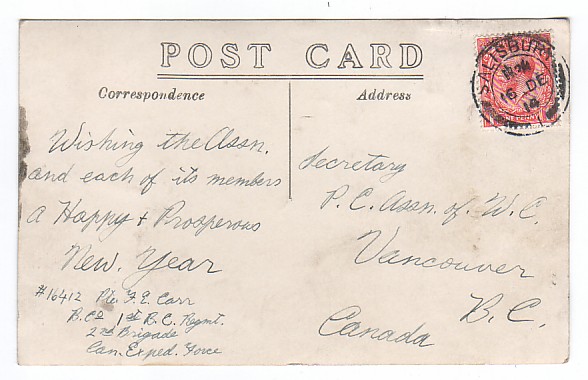 POST CARD
Correspondence
Address
SALISBURY
16 DE
14
Wishing the Assn.
and each of its members
a Happy & Prosperous
New Year
#16412 Pte F. E. Carr
B. Co 1st B.C. Regmt.
2nd Brigade
Can. Exped. Force
Secretary
P. C. Assn. of W. C.
Vancouver
B. C.
Canada